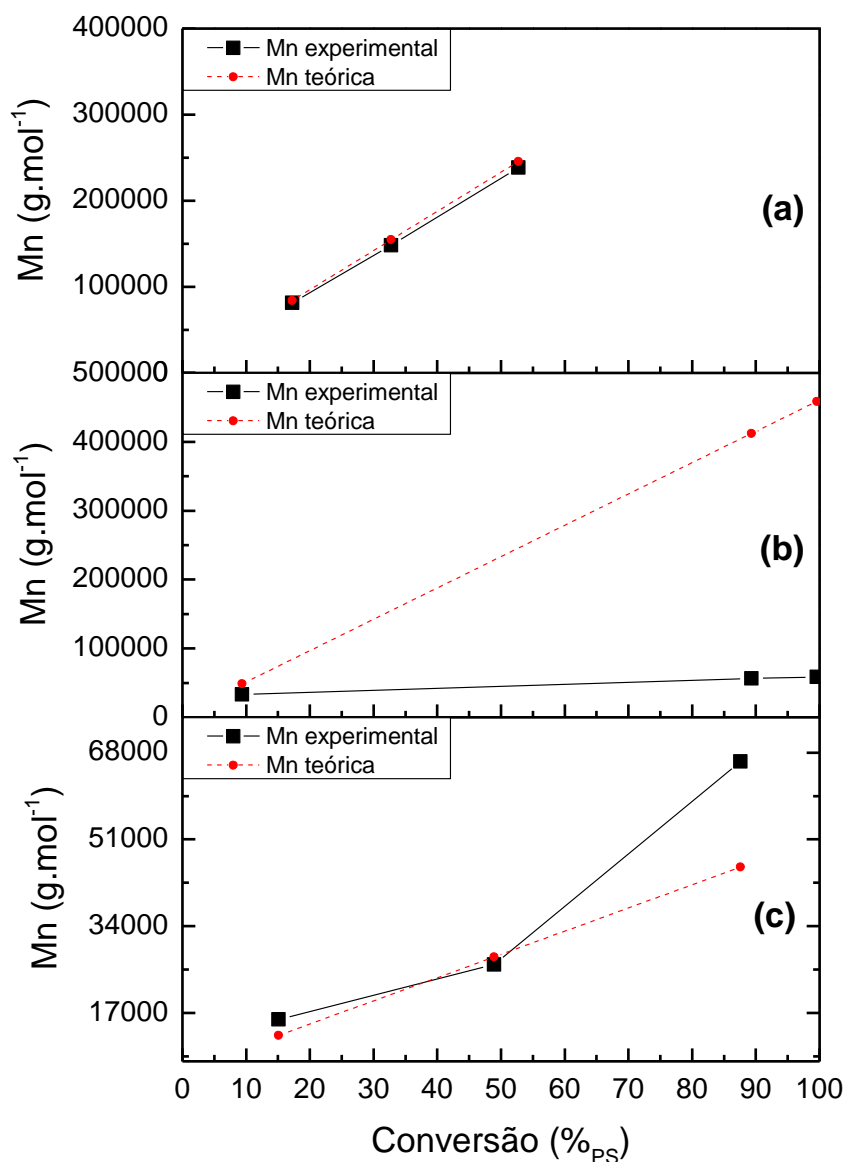 400000
300000
200000
100000
Mn (g.mol-1)
Mn experimental
Mn teórica
(a)
500000
400000
300000
200000
100000
0
Mn (g.mol-1)
Mn experimental
Mn teórica
(b)
68000
51000
34000
17000
Mn (g.mol-1)
Mn experimental
Mn teórica
(c)
0 10 20 30 40 50 60 70 80 90 100
Conversão (%PS)